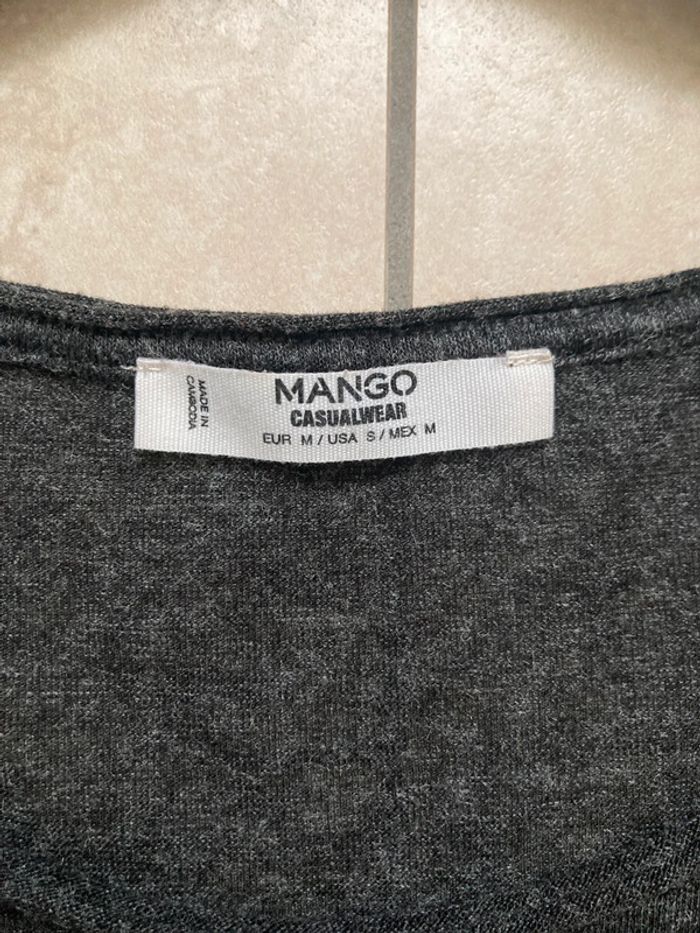 MADE IN
CAMBODIA
MANGO
CASUALWEAR
EUR M / USA S / MEX M